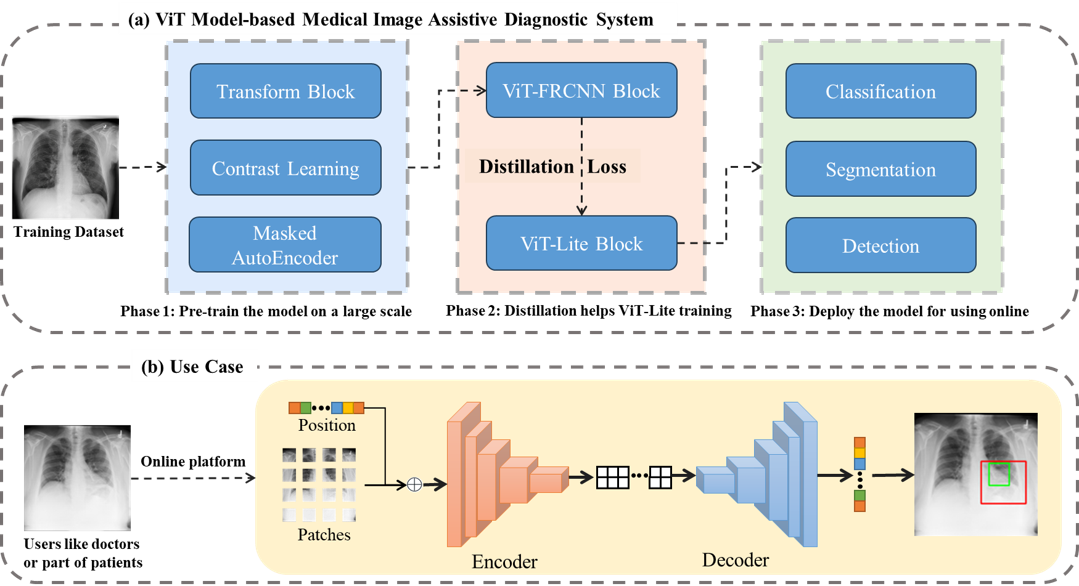 (a) ViT Model-based Medical Image Assistive Diagnostic System
Transform Block
Contrast Learning
Masked
AutoEncoder
Training Dataset
ViT-FRCNN Block
Distillation Loss
ViT-Lite Block
Classification
Segmentation
Detection
Phase 1: Pre-train the model on a large scale
Phase 2: Distillation helps ViT-Lite training
Phase 3: Deploy the model for using online
(b) Use Case
Online platform
Users like doctors
or part of patients
Position
Patches
Encoder
Decoder